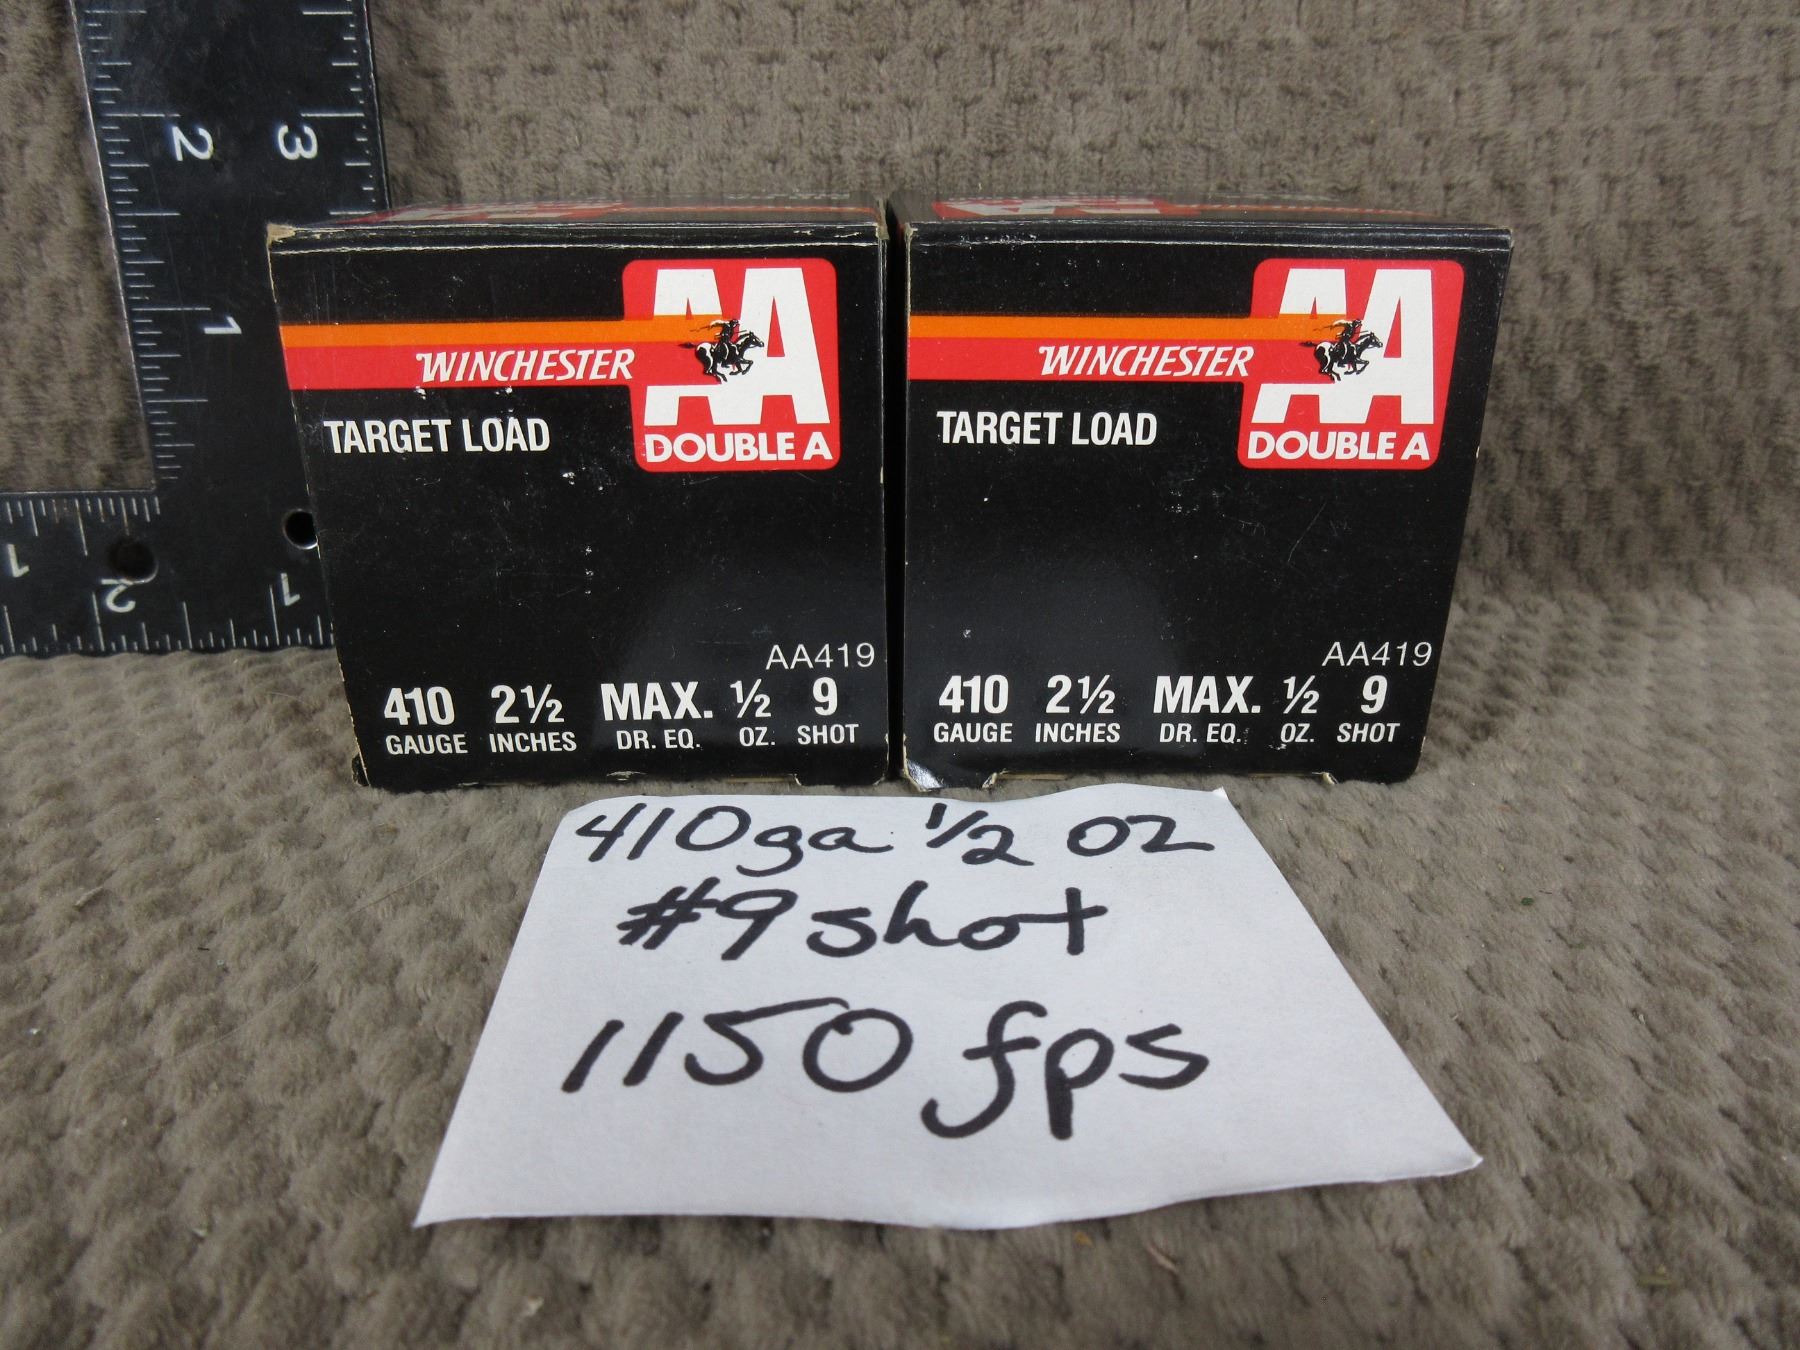 2 3
1
1 2 1
AA
WINCHESTER
TARGET LOAD
DOUBLE A
AA419
410 2½ MAX. ½ 9
GAUGE INCHES DR. EQ. OZ. SHOT
AA
WINCHESTER
TARGET LOAD
DOUBLE A
AA419
410 2½ MAX. ½ 9
GAUGE INCHES DR. EQ. OZ. SHOT
410ga ½ oz
#9 shot
1150 fps